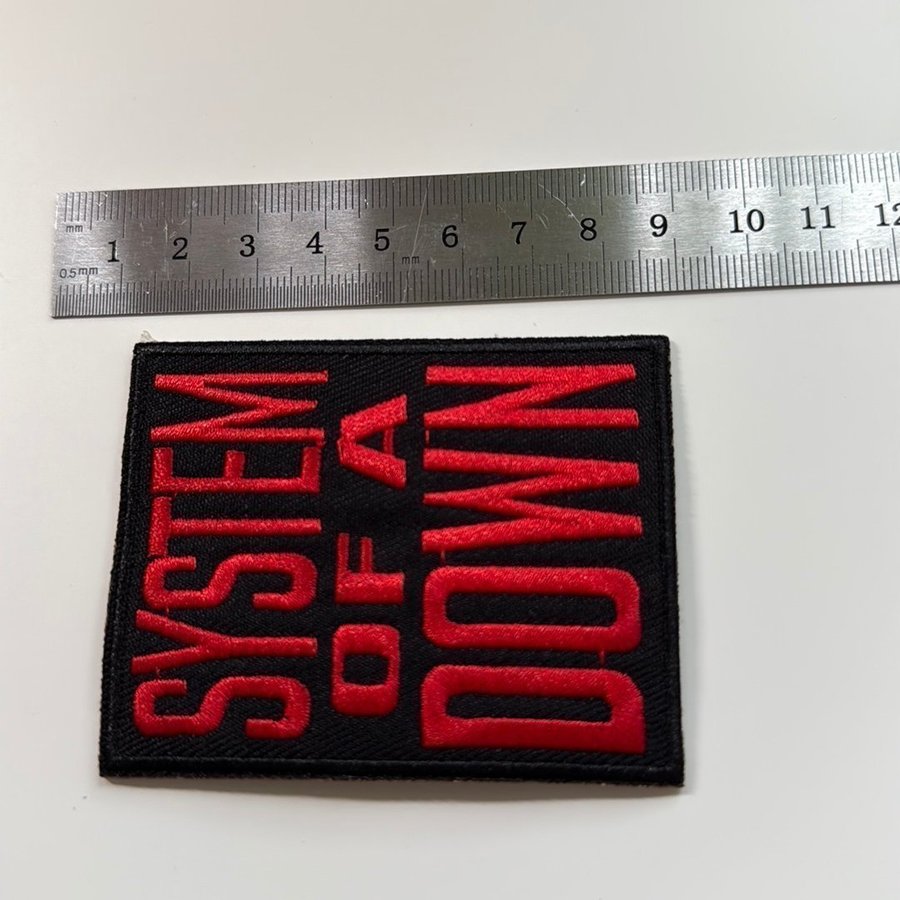 mm
1 2 3 4 5 6 7 8 9 10 11 12
mm
0.5mm
SYSTEM
OF A
DOWN